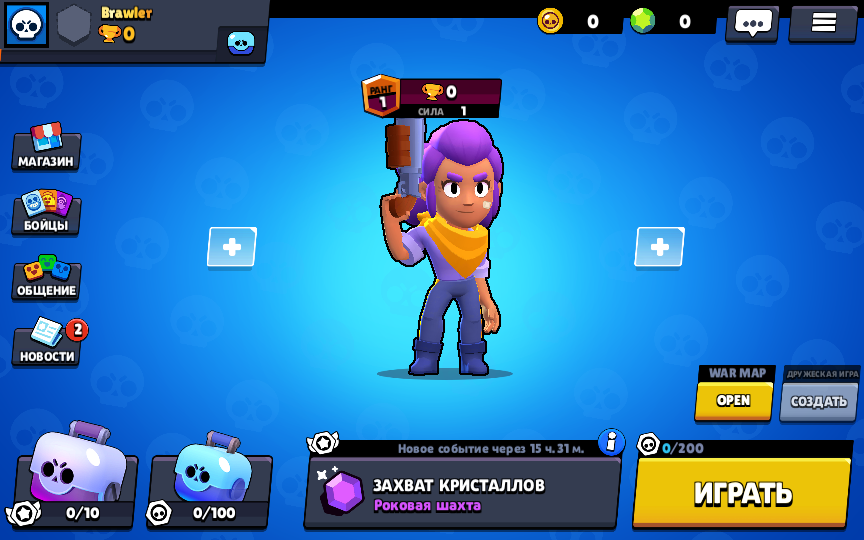 Brawler
0
0
0
РАНГ
1
0
СИЛА 1
МАГАЗИН
БОЙЦЫ
ОБЩЕНИЕ
2
НОВОСТИ
WAR MAP
OPEN
ДРУЖЕСКАЯ ИГРА
СОЗДАТЬ
0/10
0/100
Новое событие через 15 ч. 31 м.
i
ЗАХВАТ КРИСТАЛЛОВ
Роковая шахта
0/200
ИГРАТЬ